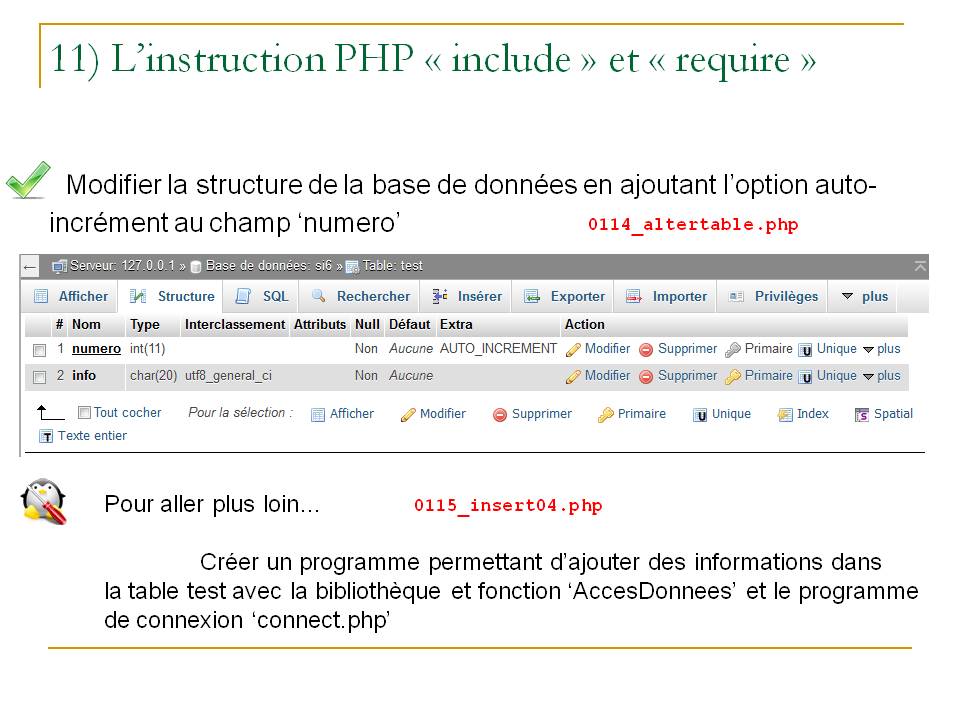 11) L’instruction PHP « include » et « require »
Modifier la structure de la base de données en ajoutant l’option auto-
incrément au champ ‘numero’ 0114_altertable.php
Serveur: 127.0.0.1 » Base de données: si6 » Table: test
Afficher Structure SQL Rechercher Insérer Exporter Importer Privilèges plus
# Nom Type Interclassement Attributs Null Défaut Extra Action
1 numero int(11) Non Aucune AUTO_INCREMENT Modifier Supprimer Primaire Unique plus
2 info char(20) utf8_general_ci Non Aucune Modifier Supprimer Primaire Unique plus
Tout cocher Pour la sélection : Afficher Modifier Supprimer Primaire Unique Index Spatial
Texte entier
Pour aller plus loin... 0115_insert04.php
Créer un programme permettant d’ajouter des informations dans
la table test avec la bibliothèque et fonction ‘AccesDonnees’ et le programme
de connexion ‘connect.php’